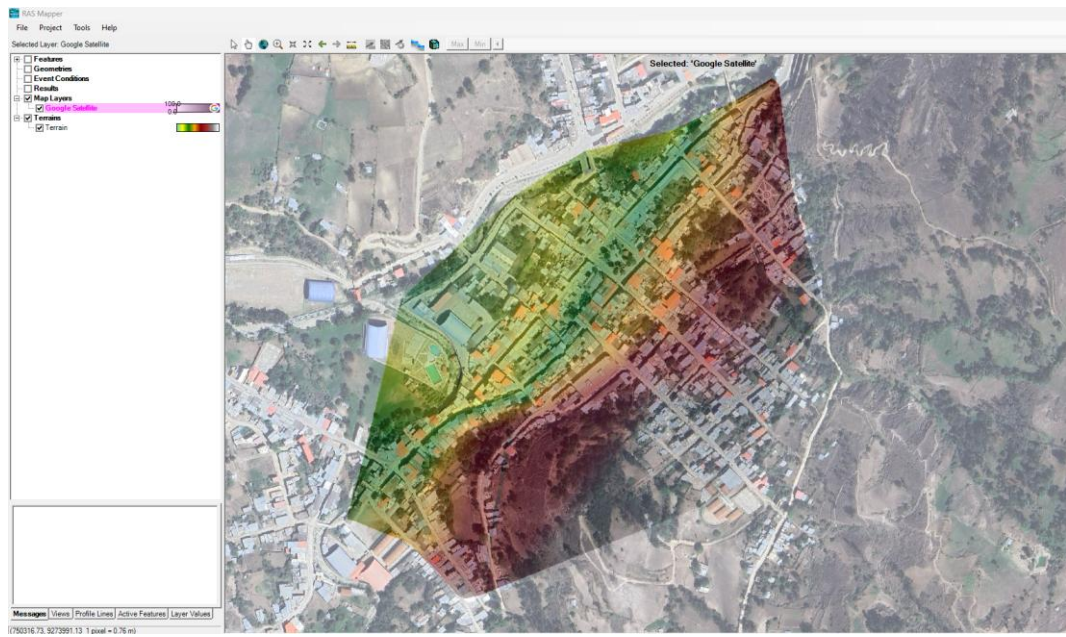 RAS Mapper
File Project Tools Help
Selected Layer: Google Satellite
Max Min
Selected: 'Google Satellite'
Features
Geometries
Event Conditions
Results
Map Layers
Google Satellite 100.0
0.0
Terrains
Terrain
Messages Views Profile Lines Active Features Layer Values
(750316.73, 9273991.13 1 pixel = 0.76 m)